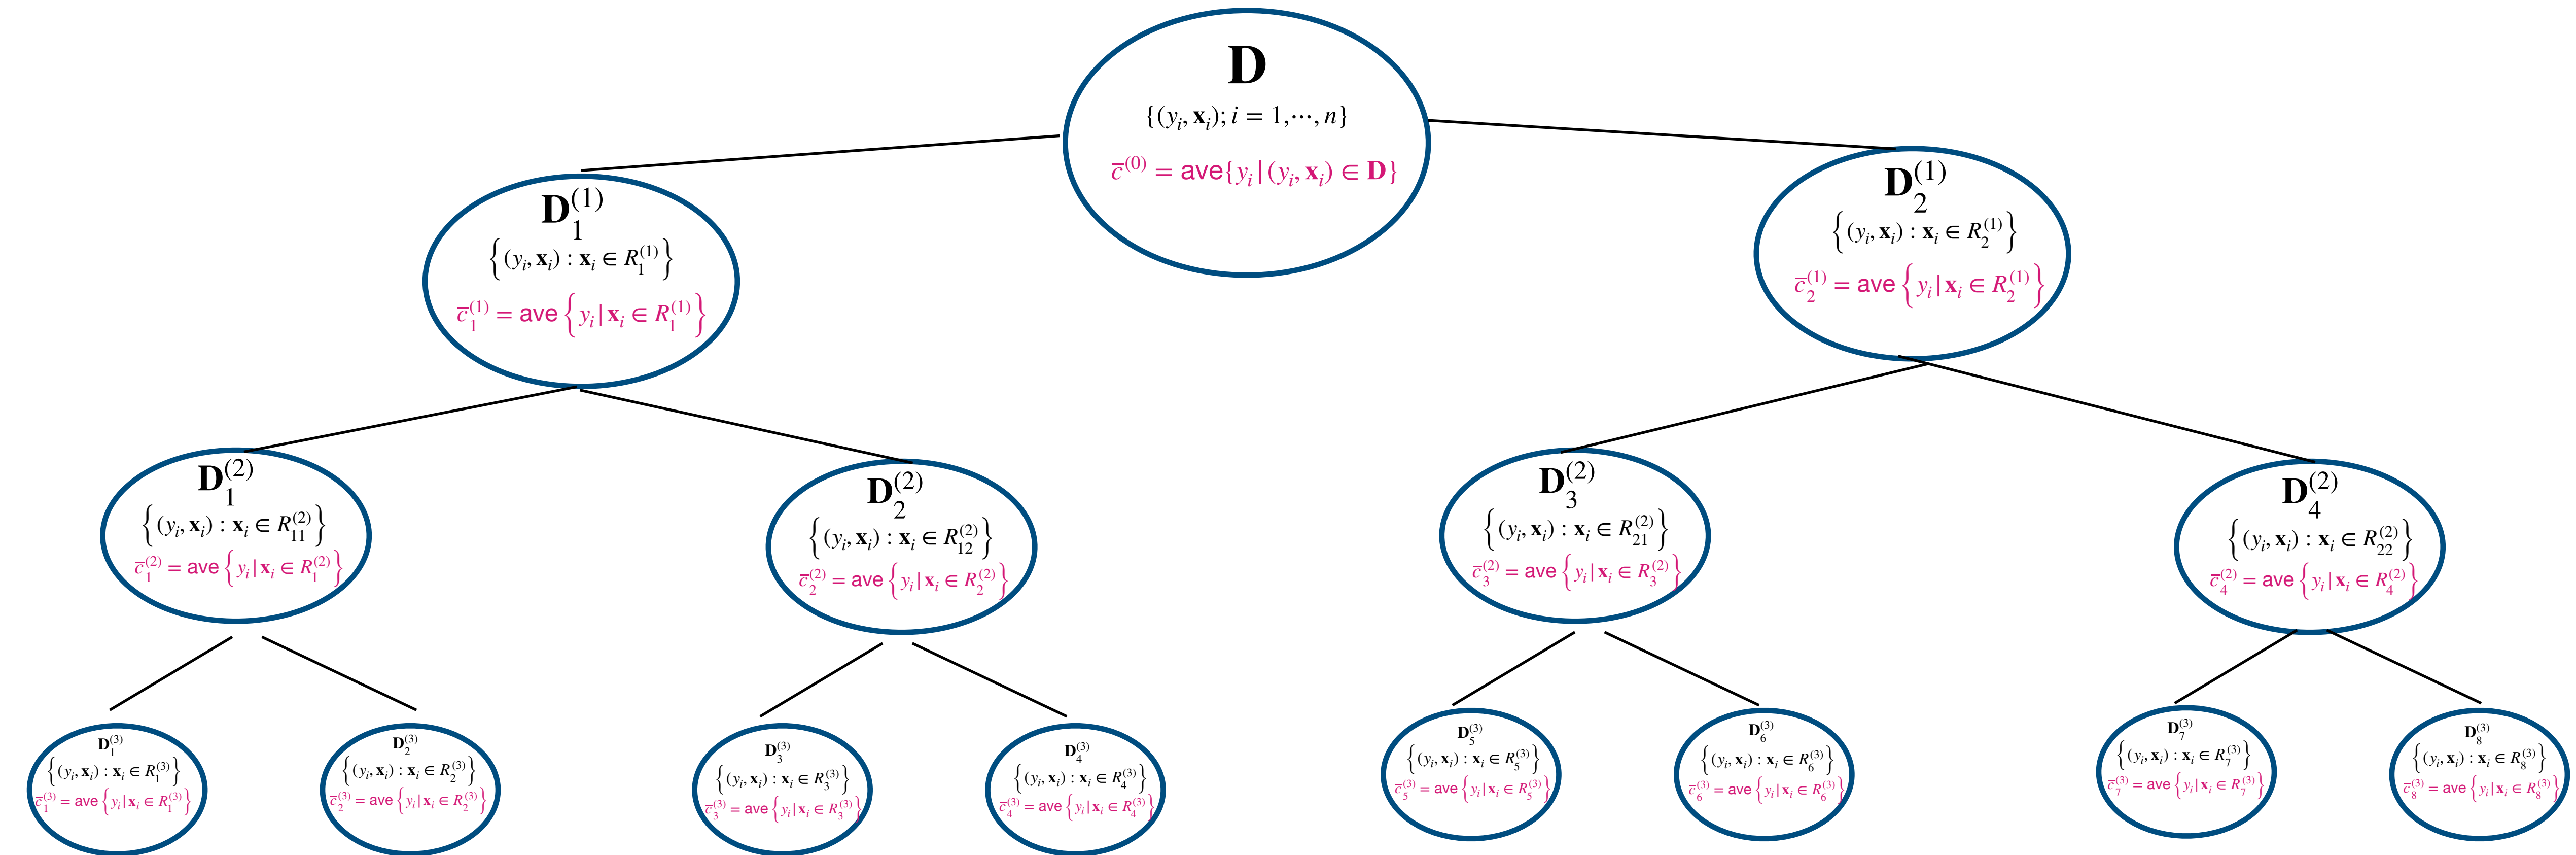 D
{(y_i, x_i); i = 1,⋯, n}
c̅^(0) = ave{y_i | (y_i, x_i) ∈ D}
D_1^(1)
{(y_i, x_i) : x_i ∈ R_1^(1)}
c̅_1^(1) = ave {y_i | x_i ∈ R_1^(1)}
D_2^(1)
{(y_i, x_i) : x_i ∈ R_2^(1)}
c̅_2^(1) = ave {y_i | x_i ∈ R_2^(1)}
D_1^(2)
{(y_i, x_i) : x_i ∈ R_11^(2)}
c̅_1^(2) = ave {y_i | x_i ∈ R_1^(2)}
D_2^(2)
{(y_i, x_i) : x_i ∈ R_12^(2)}
c̅_2^(2) = ave {y_i | x_i ∈ R_2^(2)}
D_3^(2)
{(y_i, x_i) : x_i ∈ R_21^(2)}
c̅_3^(2) = ave {y_i | x_i ∈ R_3^(2)}
D_4^(2)
{(y_i, x_i) : x_i ∈ R_22^(2)}
c̅_4^(2) = ave {y_i | x_i ∈ R_4^(2)}
D_1^(3)
{(y_i, x_i) : x_i ∈ R_1^(3)}
c̅_1^(3) = ave {y_i | x_i ∈ R_1^(3)}
D_2^(3)
{(y_i, x_i) : x_i ∈ R_2^(3)}
c̅_2^(3) = ave {y_i | x_i ∈ R_2^(3)}
D_3^(3)
{(y_i, x_i) : x_i ∈ R_3^(3)}
c̅_3^(3) = ave {y_i | x_i ∈ R_3^(3)}
D_4^(3)
{(y_i, x_i) : x_i ∈ R_4^(3)}
c̅_4^(3) = ave {y_i | x_i ∈ R_4^(3)}
D_5^(3)
{(y_i, x_i) : x_i ∈ R_5^(3)}
c̅_5^(3) = ave {y_i | x_i ∈ R_5^(3)}
D_6^(3)
{(y_i, x_i) : x_i ∈ R_6^(3)}
c̅_6^(3) = ave {y_i | x_i ∈ R_6^(3)}
D_7^(3)
{(y_i, x_i) : x_i ∈ R_7^(3)}
c̅_7^(3) = ave {y_i | x_i ∈ R_7^(3)}
D_8^(3)
{(y_i, x_i) : x_i ∈ R_8^(3)}
c̅_8^(3) = ave {y_i | x_i ∈ R_8^(3)}